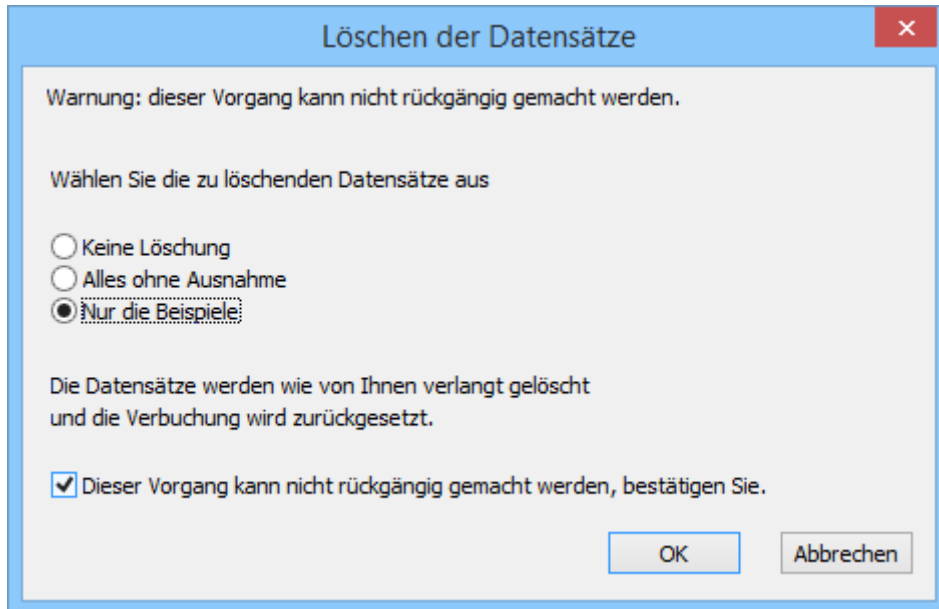 Löschen der Datensätze
Warnung: dieser Vorgang kann nicht rückgängig gemacht werden.
Wählen Sie die zu löschenden Datensätze aus
Keine Löschung
Alles ohne Ausnahme
Nur die Beispiele
Die Datensätze werden wie von Ihnen verlangt gelöscht
und die Verbuchung wird zurückgesetzt.
Dieser Vorgang kann nicht rückgängig gemacht werden, bestätigen Sie.
OK Abbrechen